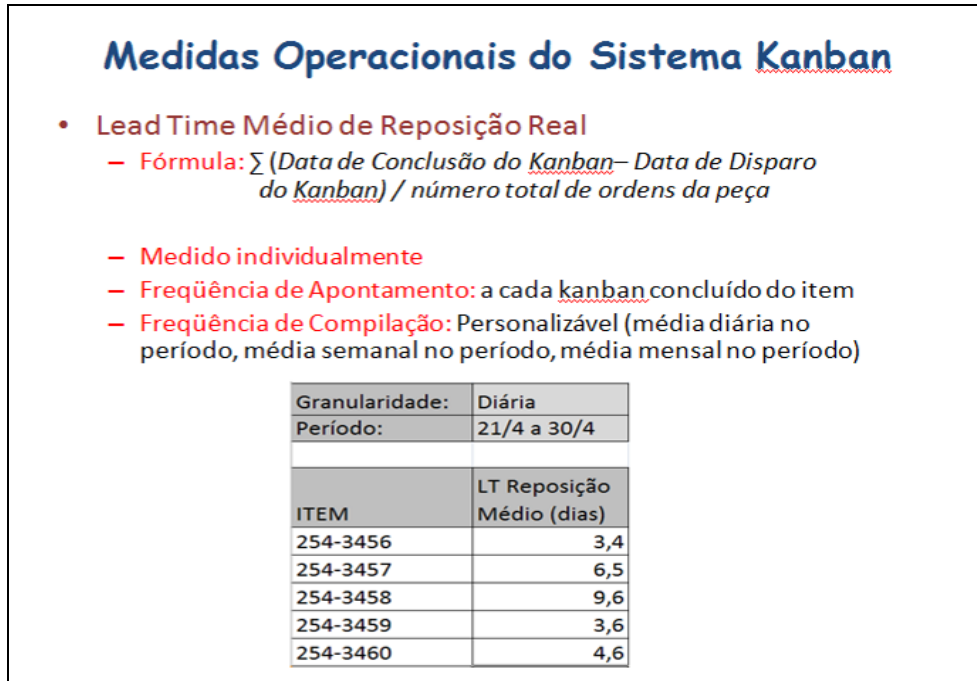 Medidas Operacionais do Sistema Kanban
• Lead Time Médio de Reposição Real
– Fórmula: ∑ (Data de Conclusão do Kanban– Data de Disparo
do Kanban) / número total de ordens da peça
– Medido individualmente
– Freqüência de Apontamento: a cada kanban concluído do item
– Freqüência de Compilação: Personalizável (média diária no
período, média semanal no período, média mensal no período)
Granularidade: Diária
Período: 21/4 a 30/4
LT Reposição
ITEM Médio (dias)
254-3456 3,4
254-3457 6,5
254-3458 9,6
254-3459 3,6
254-3460 4,6